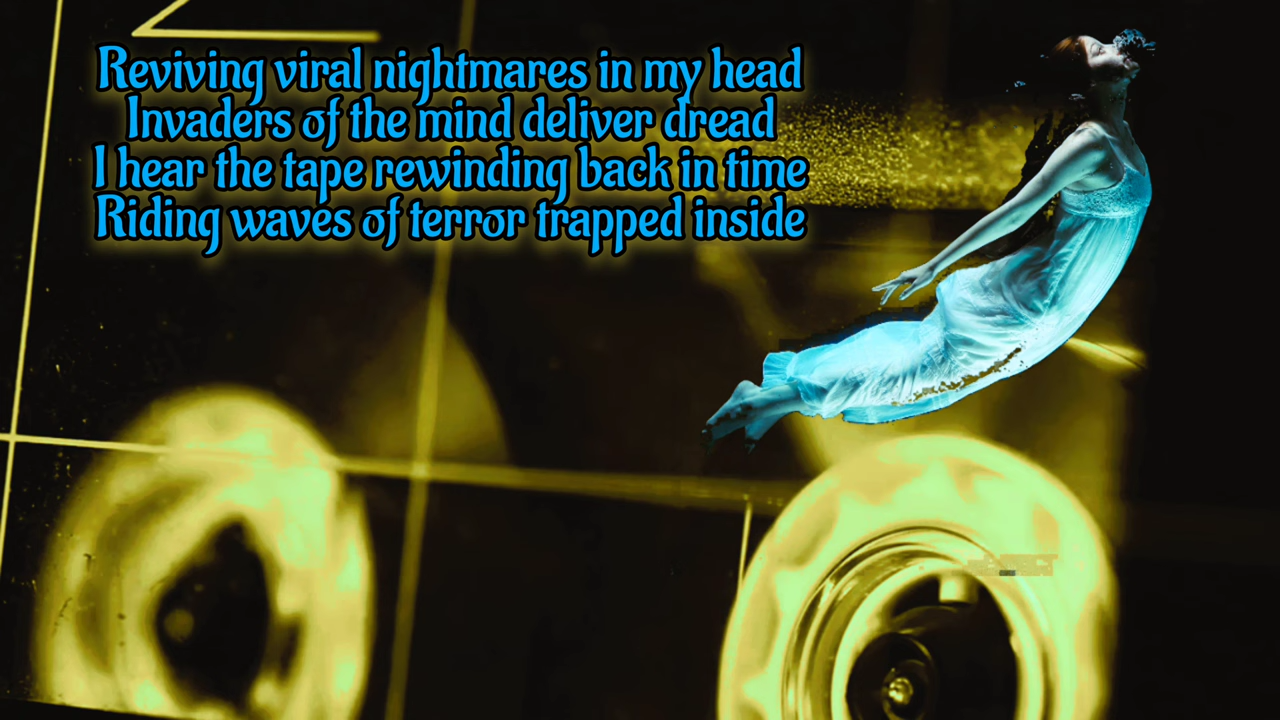 Reviving viral nightmares in my head
Invaders of the mind deliver dread
I hear the tape rewinding back in time
Riding waves of terror trapped inside